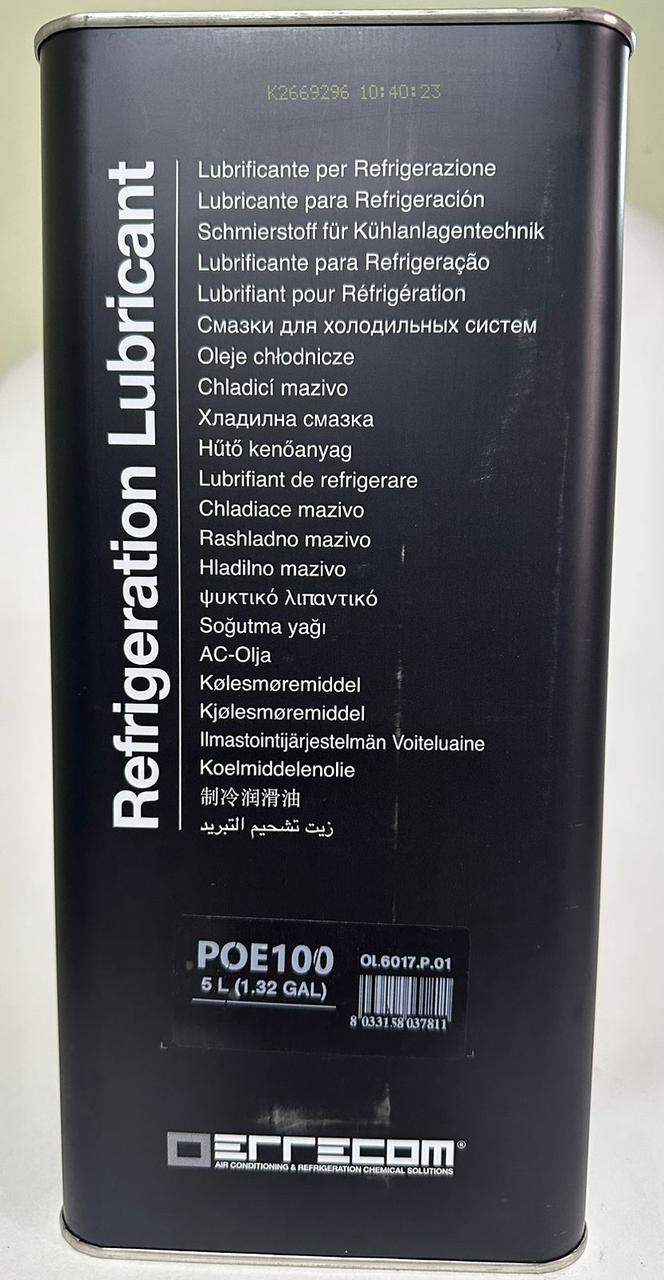 K2669296 10:40:23
Refrigeration Lubricant
Lubrificante per Refrigerazione
Lubricante para Refrigeración
Schmierstoff für Kühlanlagentechnik
Lubrificante para Refrigeração
Lubrifiant pour Réfrigération
Смазки для холодильных систем
Oleje chłodnicze
Chladicí mazivo
Хладилна смазка
Hűtő kenőanyag
Lubrifiant de refrigerare
Chladiace mazivo
Rashladno mazivo
Hladilno mazivo
ψυκτικό λιπαντικό
Soğutma yağı
AC-Olja
Kølesmøremiddel
Kjølesmøremiddel
Ilmastointijärjestelmän Voiteluaine
Koelmiddelenolie
制冷润滑油
زيت تشحيم التبريد
POE100
5 L (1.32 GAL)
OL6017.P.01
8 033158 037811
ERRECOM®
AIR CONDITIONING & REFRIGERATION CHEMICAL SOLUTIONS